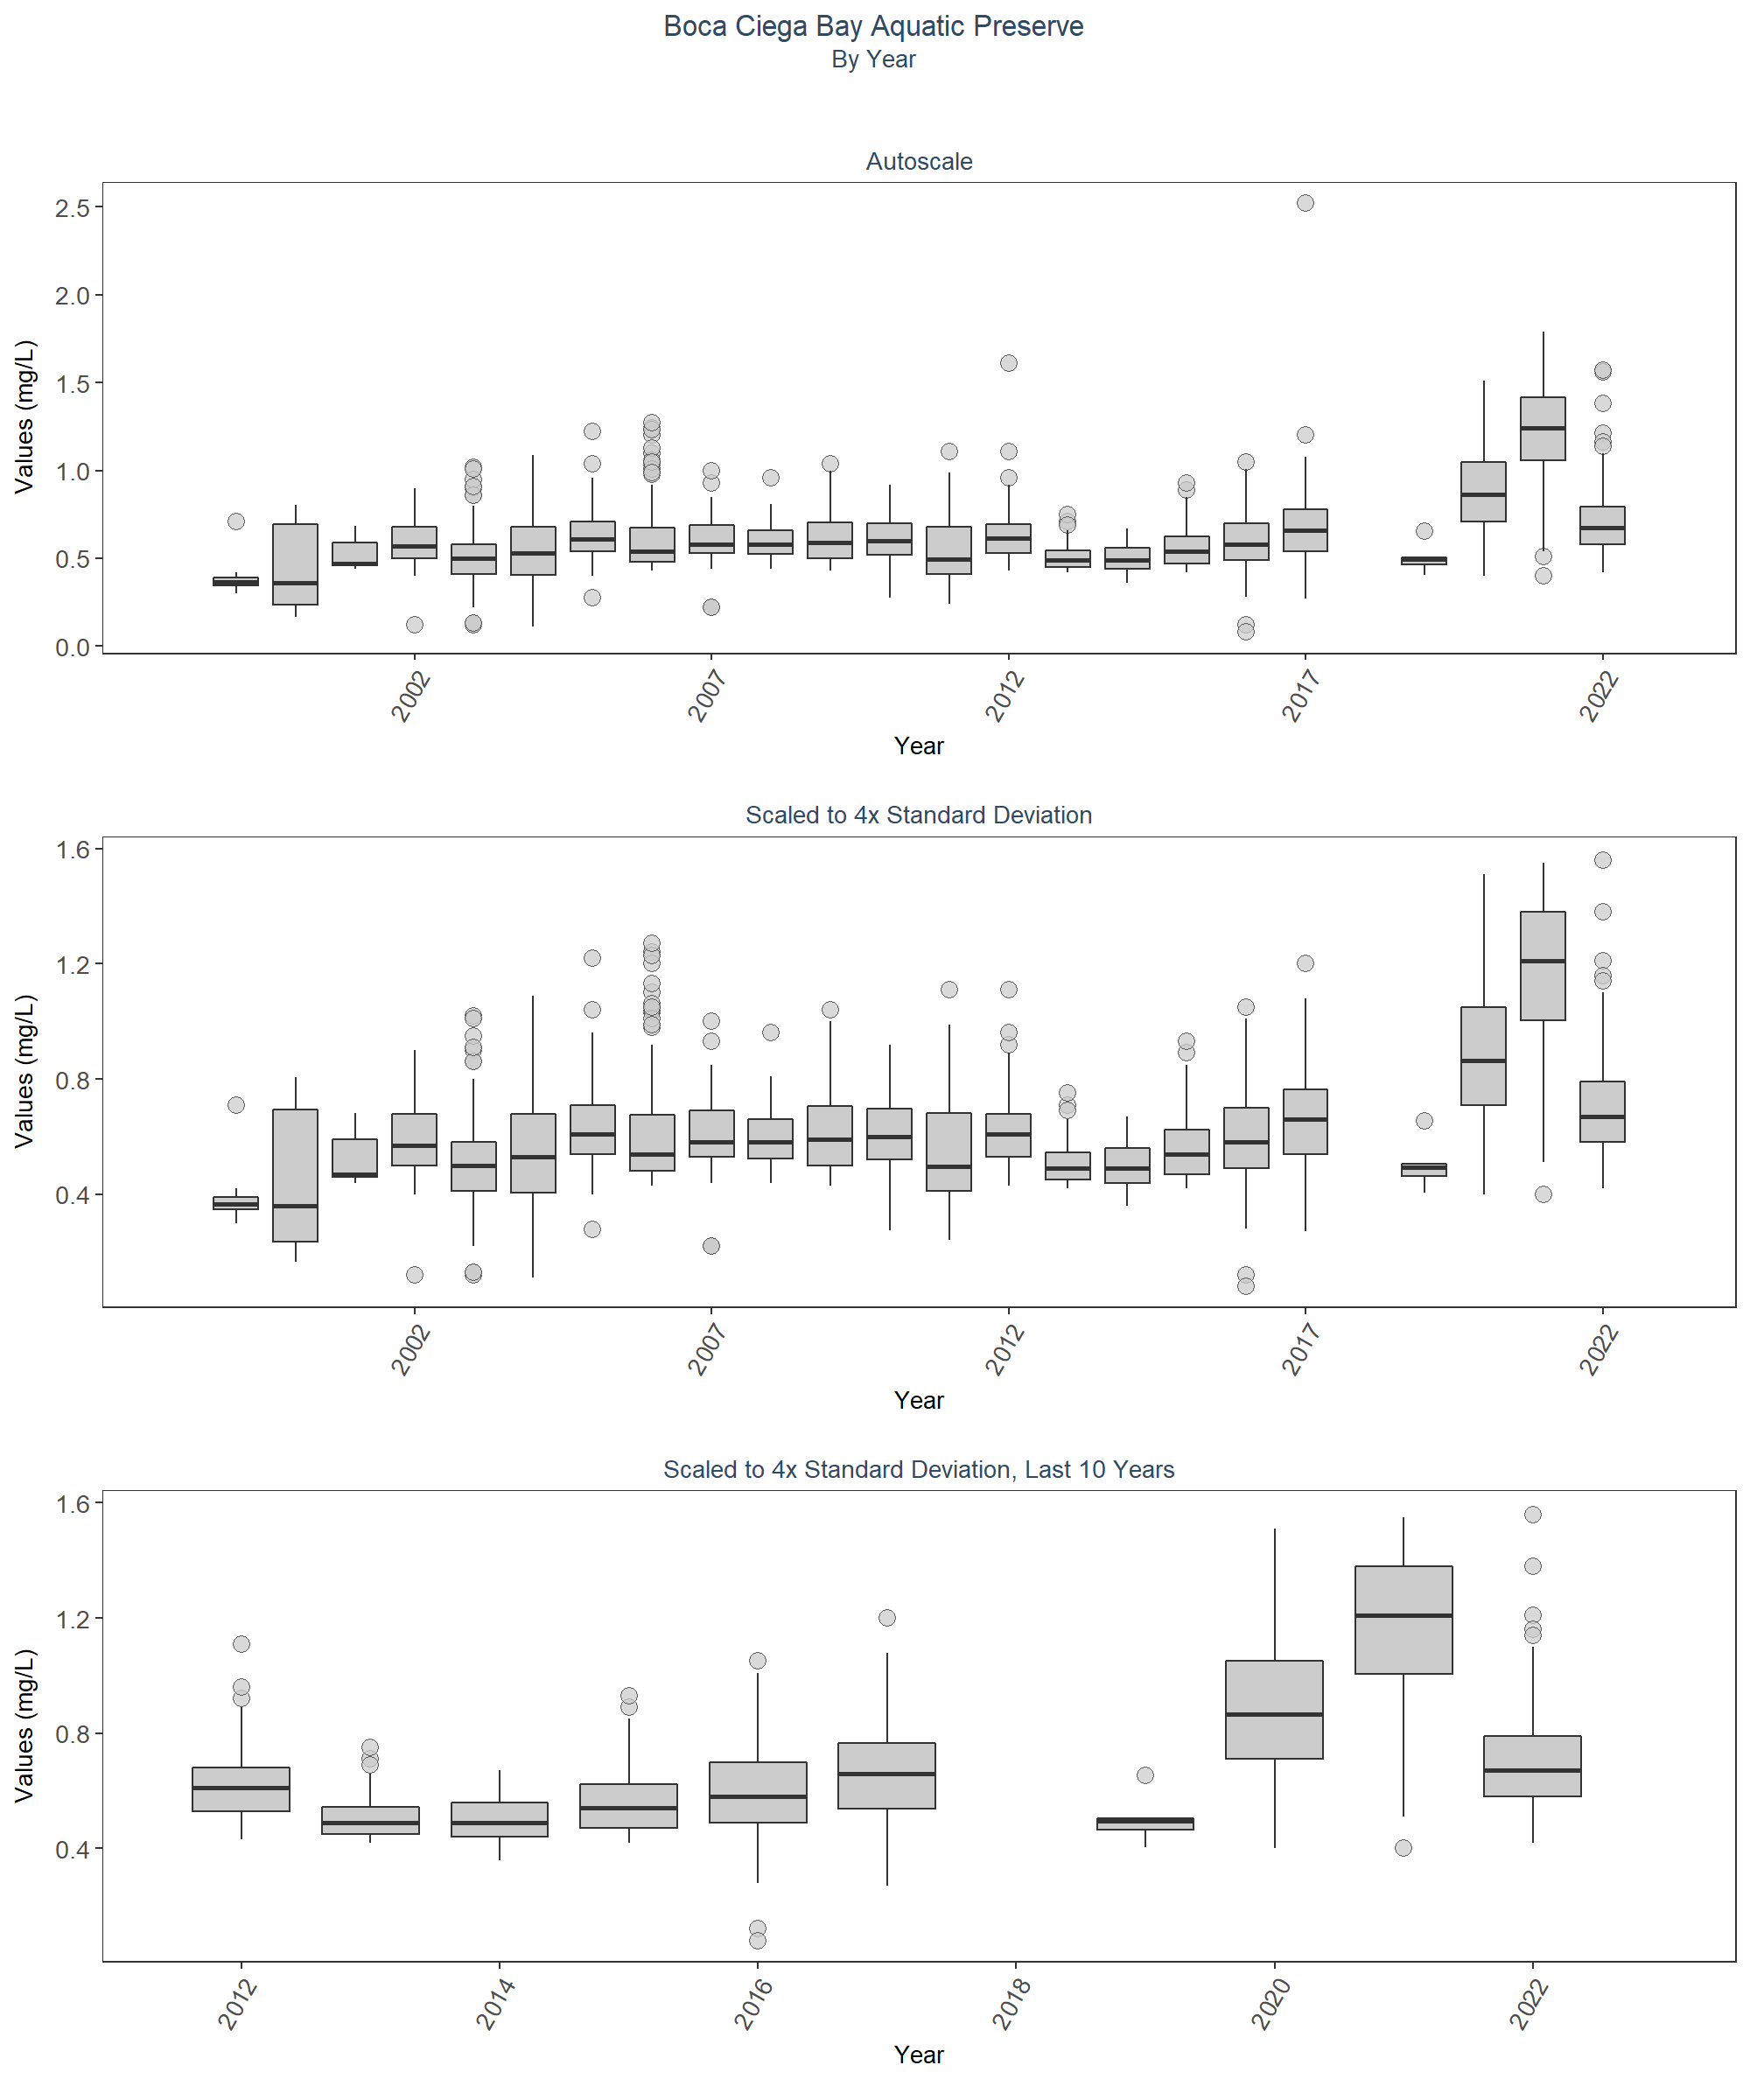 Boca Ciega Bay Aquatic Preserve
By Year
Autoscale
Values (mg/L)
2.5
2.0
1.5
1.0
0.5
0.0
2002 2007 2012 2017 2022
Year
Scaled to 4x Standard Deviation
Values (mg/L)
1.6
1.2
0.8
0.4
2002 2007 2012 2017 2022
Year
Scaled to 4x Standard Deviation, Last 10 Years
Values (mg/L)
1.6
1.2
0.8
0.4
2012 2014 2016 2018 2020 2022
Year